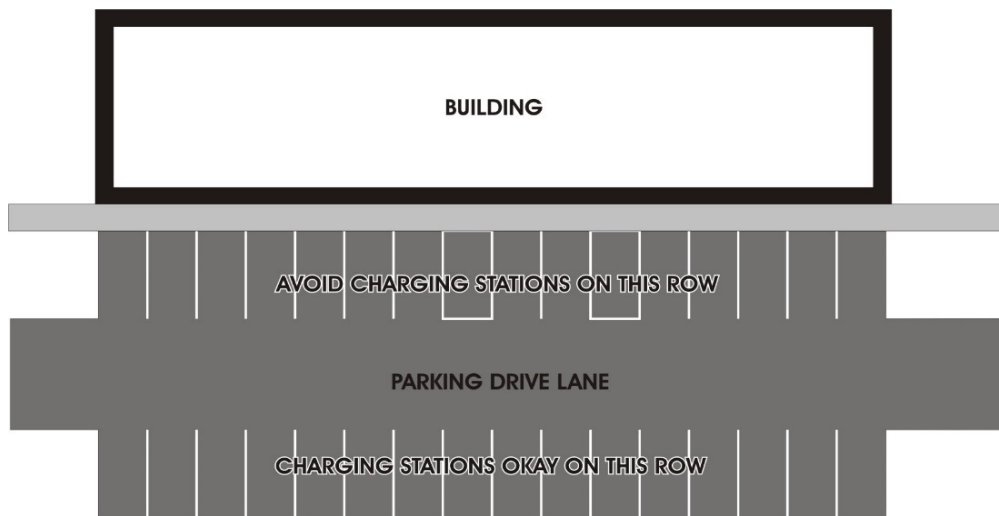 BUILDING
AVOID CHARGING STATIONS ON THIS ROW
PARKING DRIVE LANE
CHARGING STATIONS OKAY ON THIS ROW